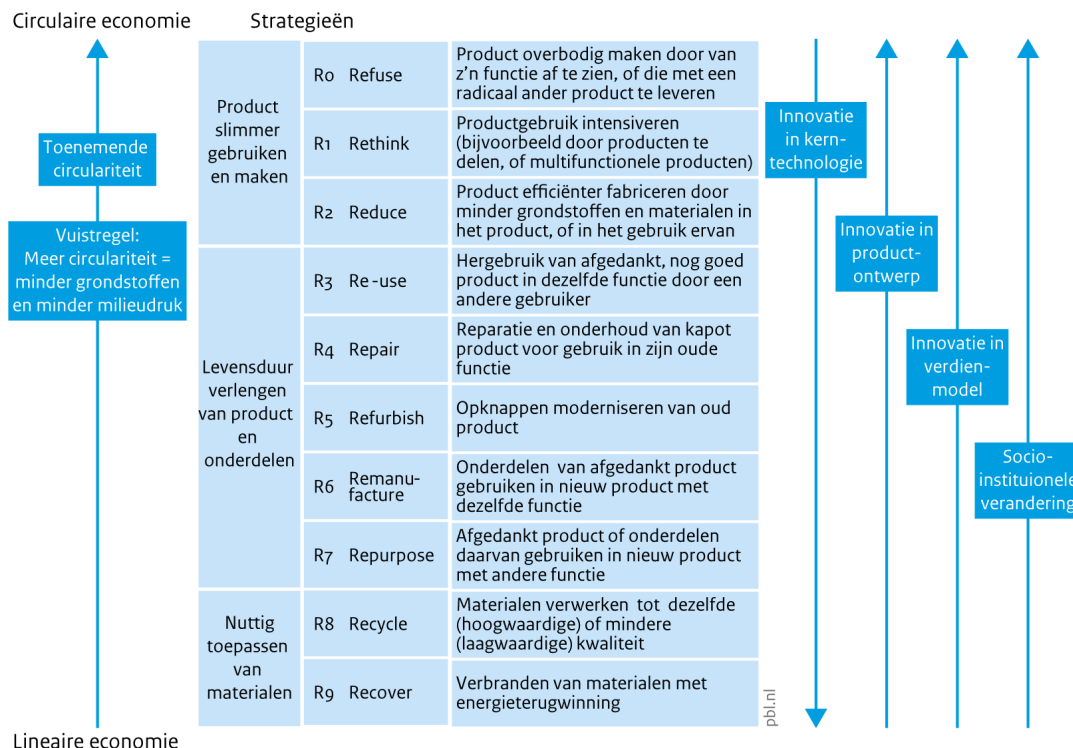 Circulaire economie
Strategieën
Toenemende
circulariteit
Vuistregel:
Meer circulariteit =
minder grondstoffen
en minder milieudruk
Lineaire economie
Product
slimmer
gebruiken
en maken
R0 Refuse
Product overbodig maken door van
z'n functie af te zien, of die met een
radicaal ander product te leveren
R1 Rethink
Productgebruik intensiveren
(bijvoorbeeld door producten te
delen, of multifunctionele producten)
R2 Reduce
Product efficiënter fabriceren door
minder grondstoffen en materialen in
het product, of in het gebruik ervan
Levensduur
verlengen
van product
en
onderdelen
R3 Re-use
Hergebruik van afgedankt, nog goed
product in dezelfde functie door een
andere gebruiker
R4 Repair
Reparatie en onderhoud van kapot
product voor gebruik in zijn oude
functie
R5 Refurbish
Opknappen moderniseren van oud
product
R6 Remanu-
facture
Onderdelen van afgedankt product
gebruiken in nieuw product met
dezelfde functie
R7 Repurpose
Afgedankt product of onderdelen
daarvan gebruiken in nieuw product
met andere functie
Nuttig
toepassen
van
materialen
R8 Recycle
Materialen verwerken tot dezelfde
(hoogwaardige) of mindere
(laagwaardige) kwaliteit
R9 Recover
Verbranden van materialen met
energieterugwinning
pbl.nl
Innovatie
in kern-
technologie
Innovatie in
product-
ontwerp
Innovatie in
verdien-
model
Socio-
instituionele
verandering